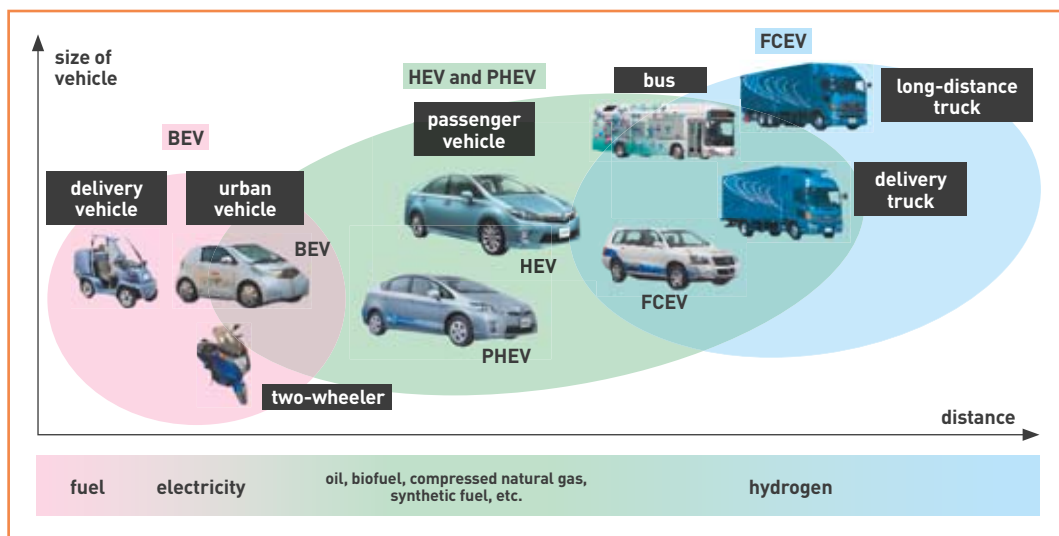 size of
vehicle
FCEV
HEV and PHEV
bus
long-distance
truck
passenger
vehicle
BEV
delivery
vehicle
urban
vehicle
delivery
truck
BEV
HEV
FCEV
PHEV
two-wheeler
distance
fuel
electricity
oil, biofuel, compressed natural gas,
synthetic fuel, etc.
hydrogen